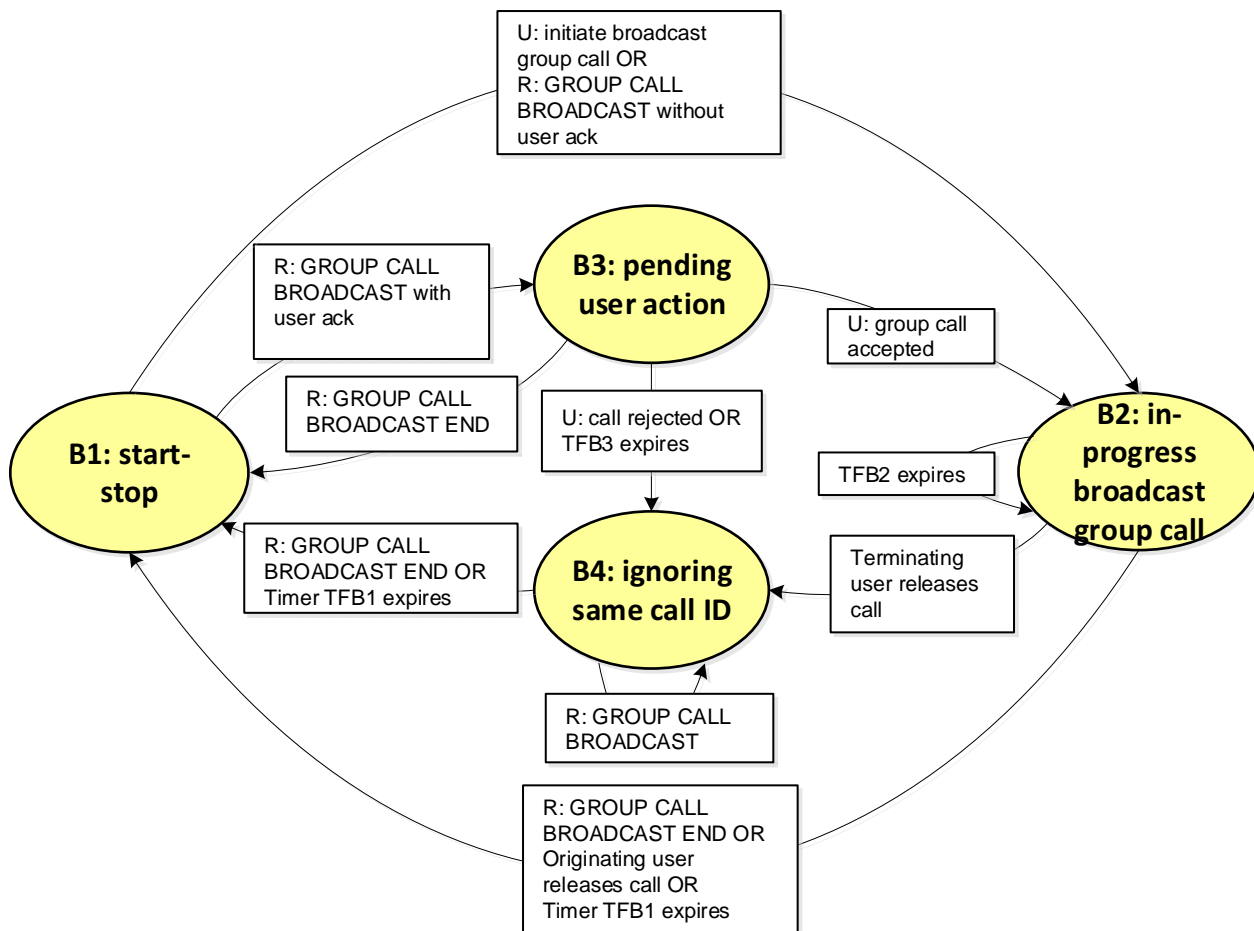 U: initiate broadcast
group call OR
R: GROUP CALL
BROADCAST without
user ack
B3: pending
user action
R: GROUP CALL
BROADCAST with
user ack
U: group call
accepted
R: GROUP CALL
BROADCAST END
U: call rejected OR
TFB3 expires
B1: start-
stop
B2: in-
progress
broadcast
group call
TFB2 expires
R: GROUP CALL
BROADCAST END OR
Timer TFB1 expires
B4: ignoring
same call ID
Terminating
user releases
call
R: GROUP CALL
BROADCAST
R: GROUP CALL
BROADCAST END OR
Originating user
releases call OR
Timer TFB1 expires